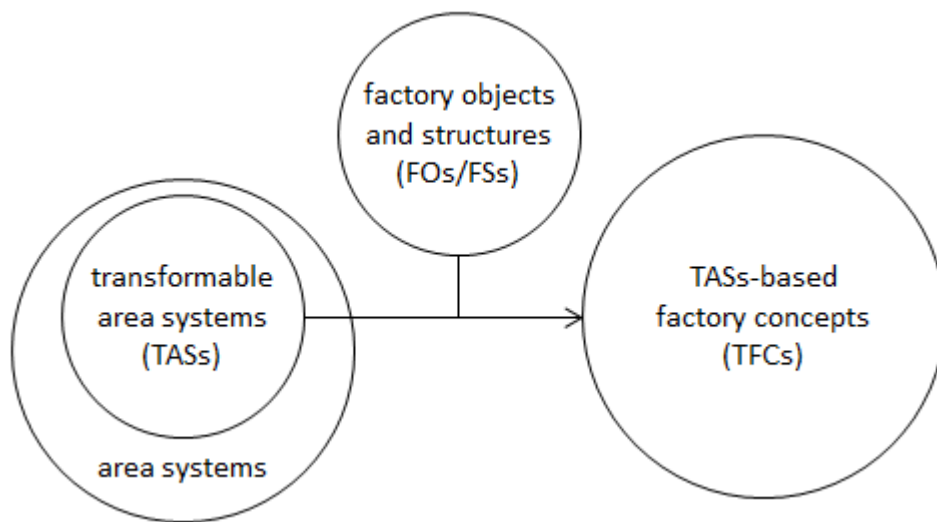 factory objects
and structures
(FOs/FSs)
transformable
area systems
(TASs)
area systems
TASs-based
factory concepts
(TFCs)